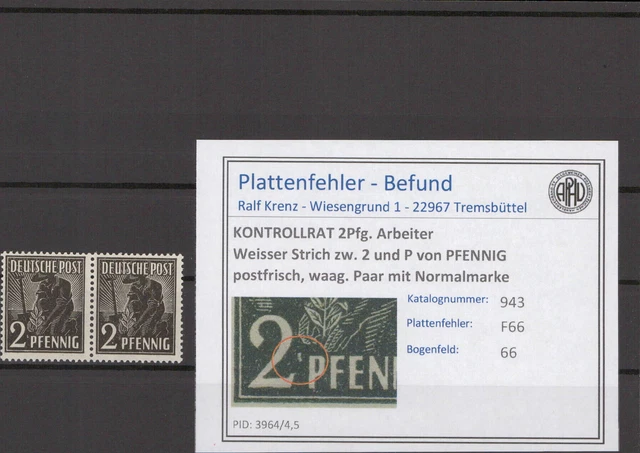 DEUTSCHE POST
2 PFENNIG
DEUTSCHE POST
2 PFENNIG
Plattenfehler - Befund
Ralf Krenz - Wiesengrund 1 - 22967 Tremsbüttel
KONTROLLRAT 2Pfg. Arbeiter
Weisser Strich zw. 2 und P von PFENNIG
postfrisch, waag. Paar mit Normalmarke
Katalognummer: 943
Plattenfehler: F66
Bogenfeld: 66
2 PFENN
PID: 3964/4,5